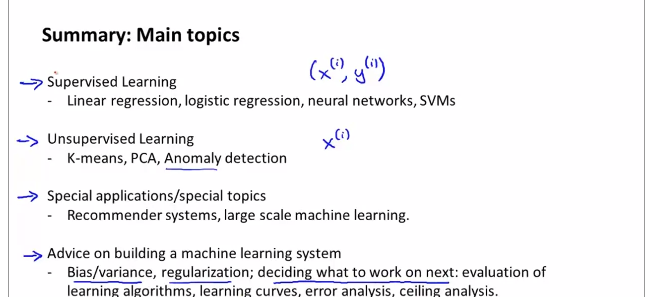 Summary: Main topics
Supervised Learning (x^(i), y^(i))
- Linear regression, logistic regression, neural networks, SVMs
Unsupervised Learning x^(i)
- K-means, PCA, Anomaly detection
Special applications/special topics
- Recommender systems, large scale machine learning.
Advice on building a machine learning system
- Bias/variance, regularization; deciding what to work on next: evaluation of
learning algorithms, learning curves, error analysis, ceiling analysis.